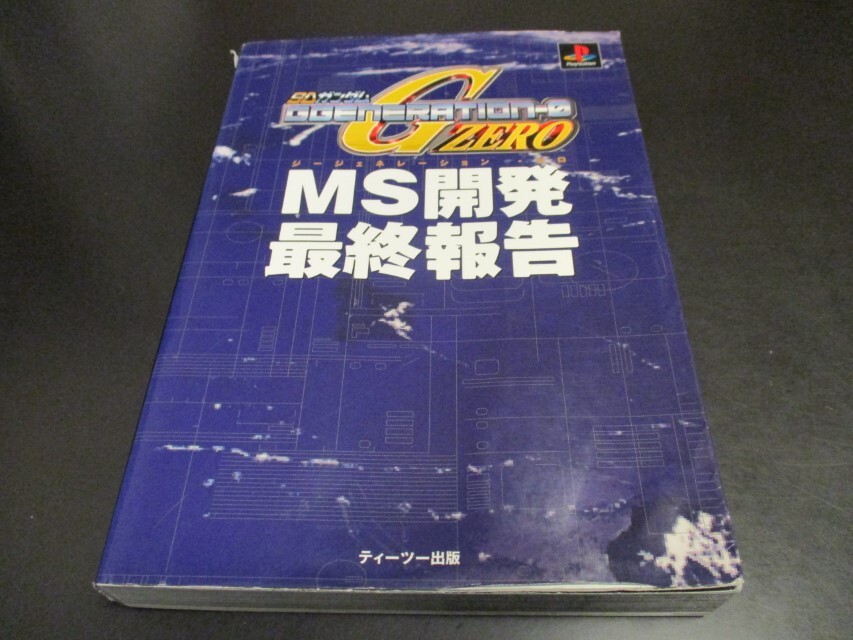 PlayStation
SDガンダム
GGENERATION-0
ZERO
ジージェネレーション・ゼロ
MS開発
最終報告
ティーツー出版